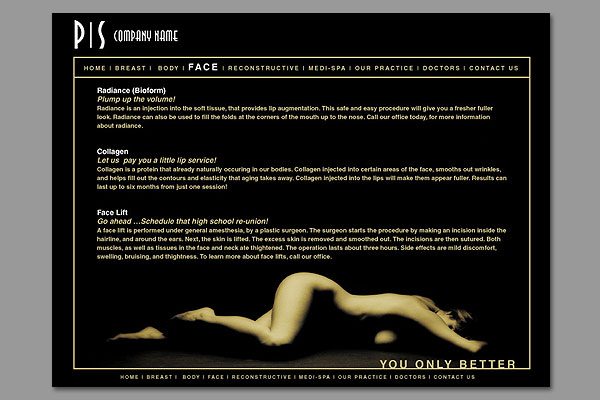 P|S COMPANY NAME
HOME | BREAST | BODY | FACE | RECONSTRUCTIVE | MEDI-SPA | OUR PRACTICE | DOCTORS | CONTACT US
Radiance (Bioform)
Plump up the volume!
Radiance is an injection into the soft tissue, that provides lip augmentation. This safe and easy procedure will give you a fresher fuller
look. Radiance can also be used to fill the folds at the corners of the mouth up to the nose. Call our office today, for more information
about radiance.
Collagen
Let us pay you a little lip service!
Collagen is a protein that already naturally occuring in our bodies. Collagen injected into certain areas of the face, smooths out wrinkles,
and helps fill out the contours and elasticity that aging takes away. Collagen injected into the lips will make them appear fuller. Results can
last up to six months from just one session!
Face Lift
Go ahead ...Schedule that high school re-union!
A face lift is performed under general amesthesia, by a plastic surgeon. The surgeon starts the procedure by making an incision inside the
hairline, and around the ears. Next, the skin is lifted. The excess skin is removed and smoothed out. The incisions are then sutured. Both
muscles, as well as tissues in the face and neck ate thightened. The operation lasts about three hours. Side effects are mild discomfort,
swelling, bruising, and thightness. To learn more about face lifts, call our office.
YOU ONLY BETTER
HOME | BREAST | BODY | FACE | RECONSTRUCTIVE | MEDI-SPA | OUR PRACTICE | DOCTORS | CONTACT US